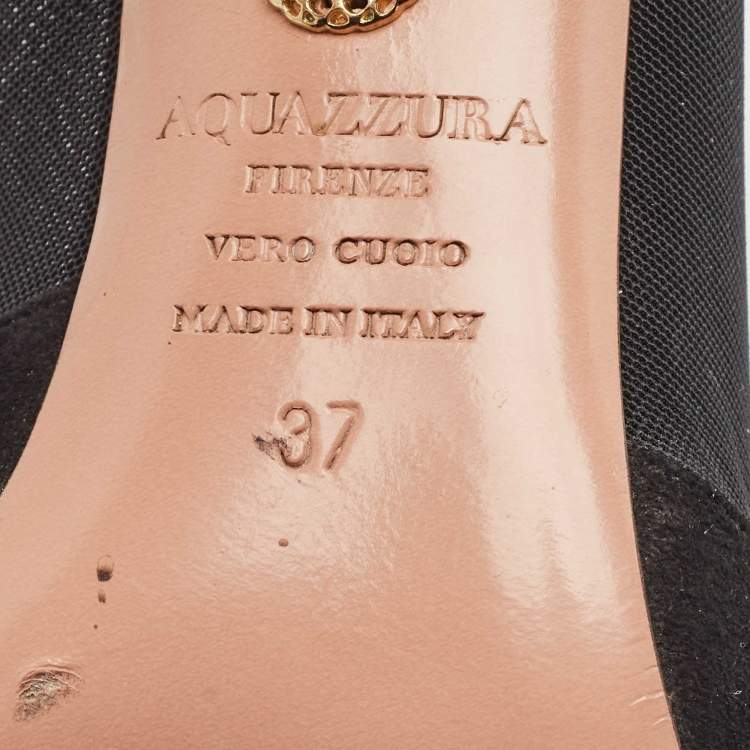 AQUAZZURA
FIRENZE
VERO CUOIO
MADE IN ITALY
37